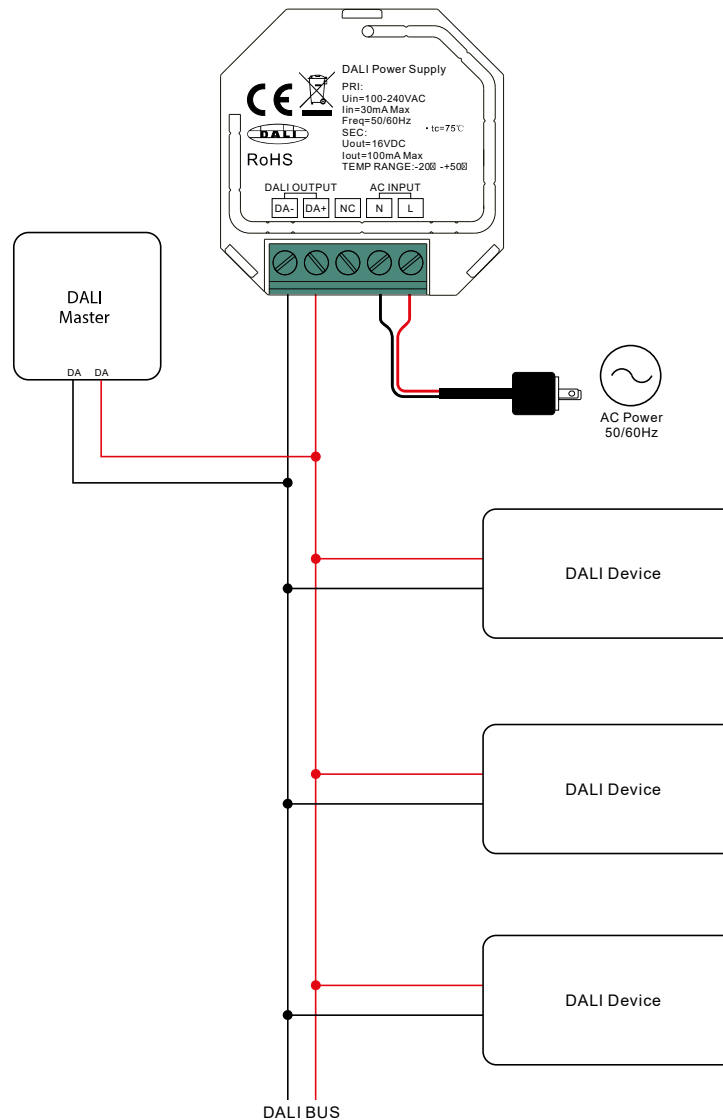 DALI Power Supply
PRI:
Uin=100-240VAC
Iin=30mA Max
Freq=50/60Hz
SEC:
• tc=75℃
Uout=16VDC
Iout=100mA Max
TEMP RANGE:-20 -+50
CE
DALI
RoHS
DALI OUTPUT AC INPUT
DA- DA+ NC N L
DALI
Master
DA DA
AC Power
50/60Hz
DALI Device
DALI Device
DALI Device
DALI BUS